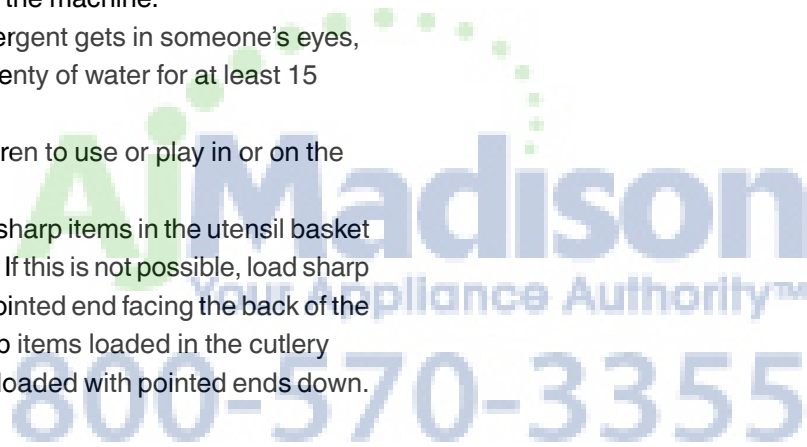 the machine.
ergent gets in someone's eyes,
enty of water for at least 15
ren to use or play in or on the
sharp items in the utensil basket
If this is not possible, load sharp
ointed end facing the back of the
items loaded in the cutlery
loaded with pointed ends down.
AjMadison
Your Appliance Authority™
800-570-3355